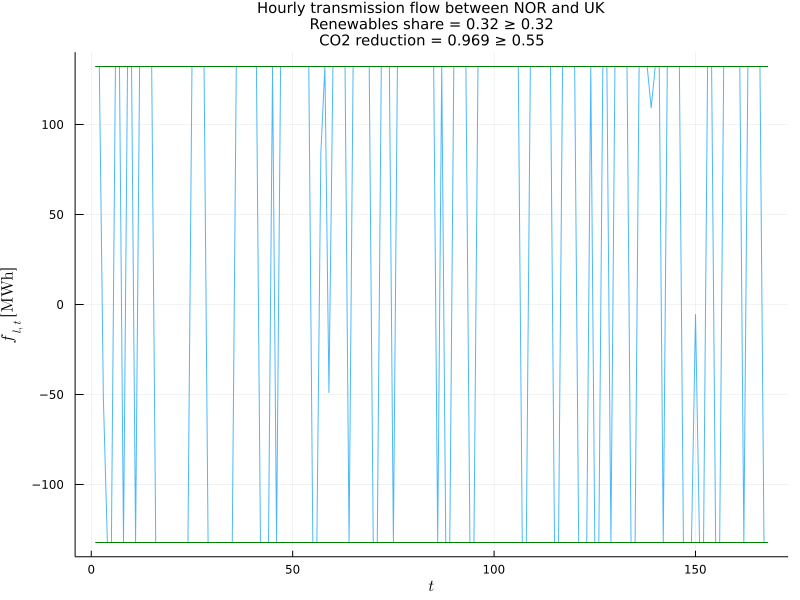 Hourly transmission flow between NOR and UK
Renewables share = 0.32 ≥ 0.32
CO2 reduction = 0.969 ≥ 0.55
100
50
0
−50
−100
f_{l,t} [MWh]
0 50 100 150
t